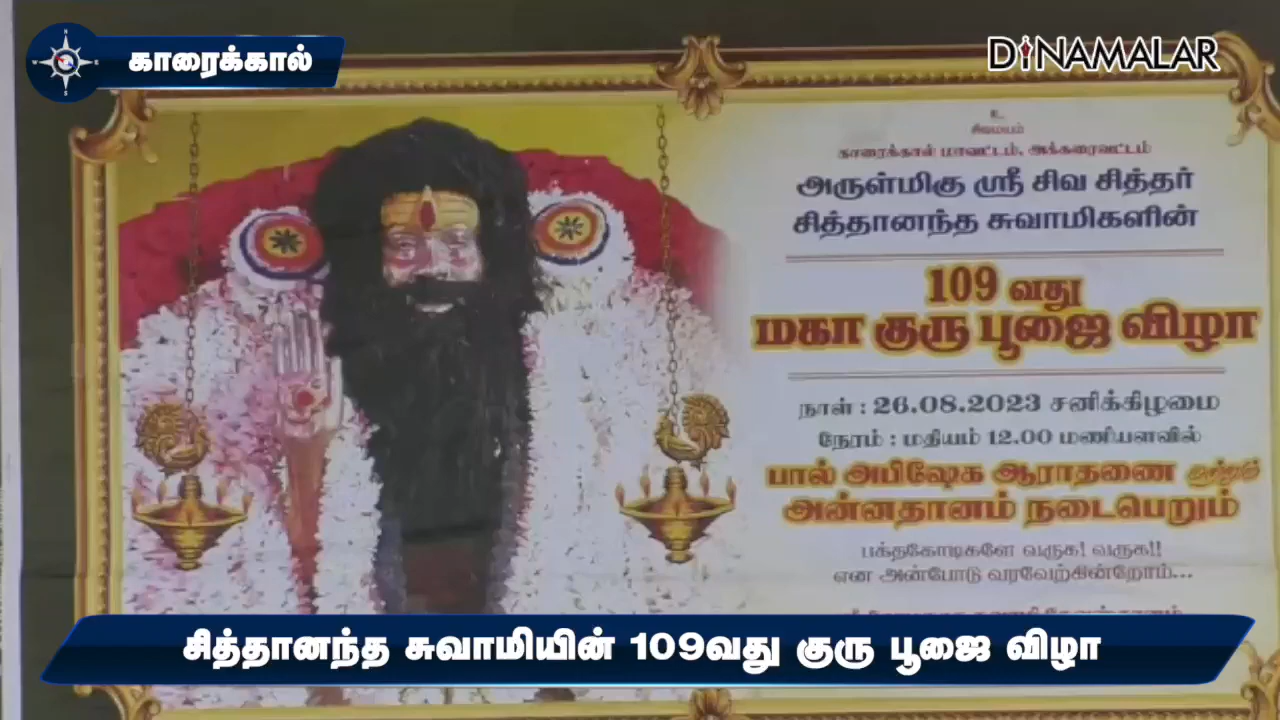 காரைக்கால்
DINAMALAR
உ
சிவமயம்
காரைக்கால் மாவட்டம், அக்கரைவட்டம்
அருள்மிகு ஸ்ரீ சிவ சித்தர்
சித்தானந்த சுவாமிகளின்
109 வது
மகா குரு பூஜை விழா
நாள் : 26.08.2023 சனிக்கிழமை
நேரம் : மதியம் 12.00 மணியளவில்
பால் அபிஷேக ஆராதணை மற்றும்
அன்னதானம் நடைபெறும்
பக்தகோடிகளே வருக! வருக!!
என அன்போடு வரவேற்கின்றோம்...
சித்தானந்த சுவாமியின் 109வது குரு பூஜை விழா